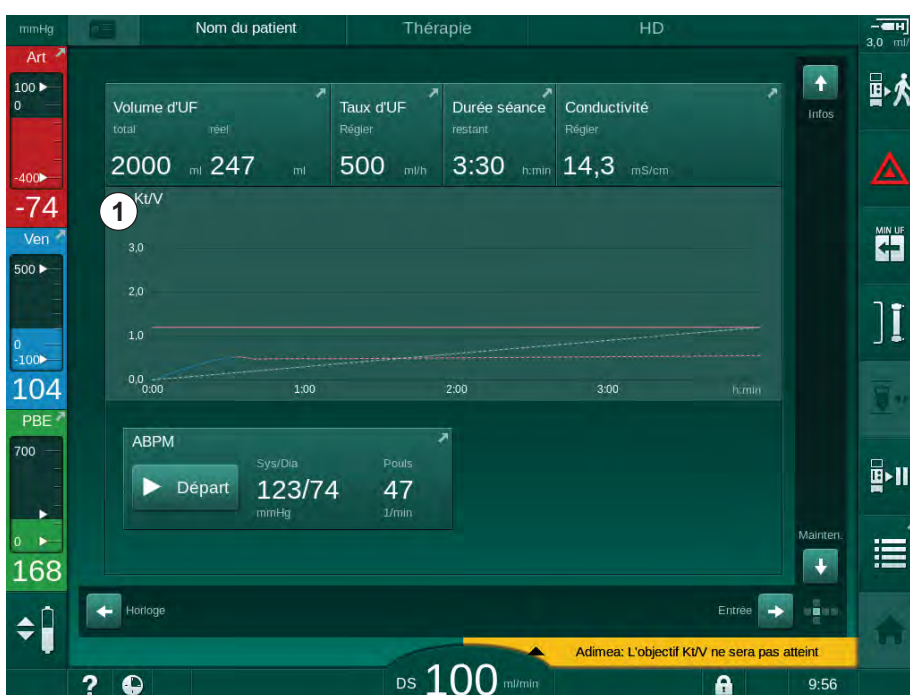 mmHg
Nom du patient
Thérapie
HD
3,0 ml/
Art
100
0
-400
-74
Ven
500
0
-100
104
PBE
700
0
168
Volume d'UF
total réel
2000 ml 247 ml
Taux d'UF
Régler
500 ml/h
Durée séance
restant
3:30 h:min
Conductivité
Régler
14,3 mS/cm
Infos
1
Kt/V
3,0
2,0
1,0
0,0
0:00 1:00 2:00 3:00 h:min
ABPM
Départ
Sys/Dia
123/74
mmHg
Pouls
47
1/min
MIN UF
Mainten.
Horloge
Entrée
Adimea: L'objectif Kt/V ne sera pas atteint
? DS 100 ml/min 9:56